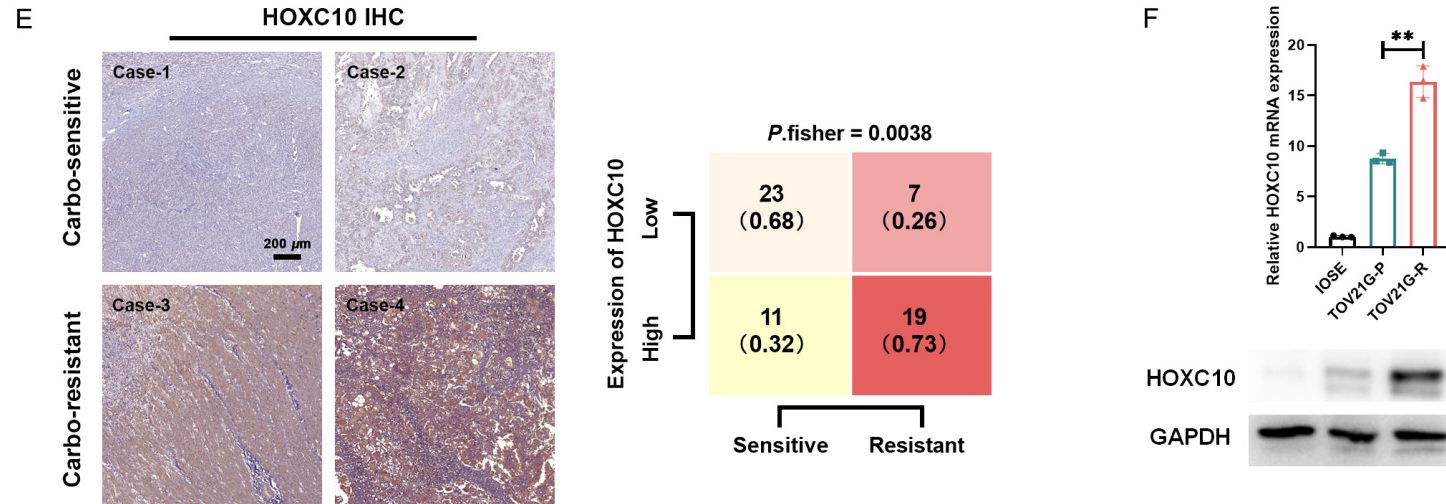 E
HOXC10 IHC
Carbo-sensitive
Case-1
Case-2
200 µm
Carbo-resistant
Case-3
Case-4
P.fisher = 0.0038
Expression of HOXC10
Low
High
23
(0.68)
7
(0.26)
11
(0.32)
19
(0.73)
Sensitive
Resistant
F
Relative HOXC10 mRNA expression
**
20
15
10
5
0
IOSE
TOV21G-P
TOV21G-R
HOXC10
GAPDH